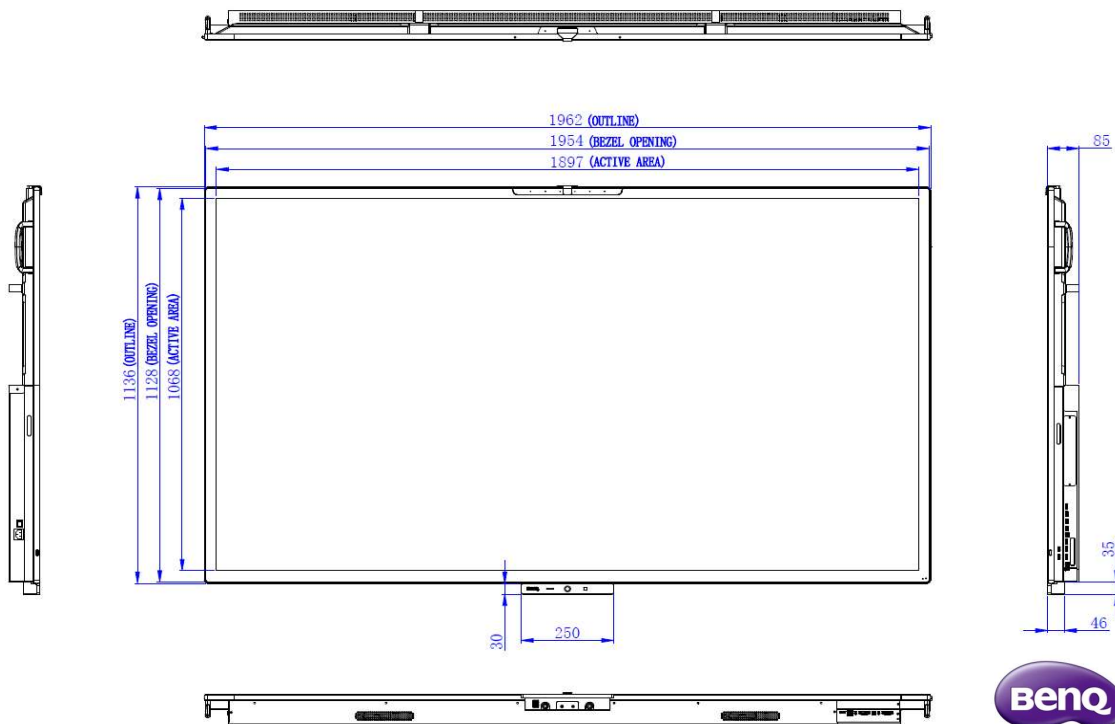 1962 (OUTLINE)
1954 (BEZEL OPENING)
1897 (ACTIVE AREA)
85
1136 (OUTLINE)
1128 (BEZEL OPENING)
1068 (ACTIVE AREA)
35
46
30
250
BenQ